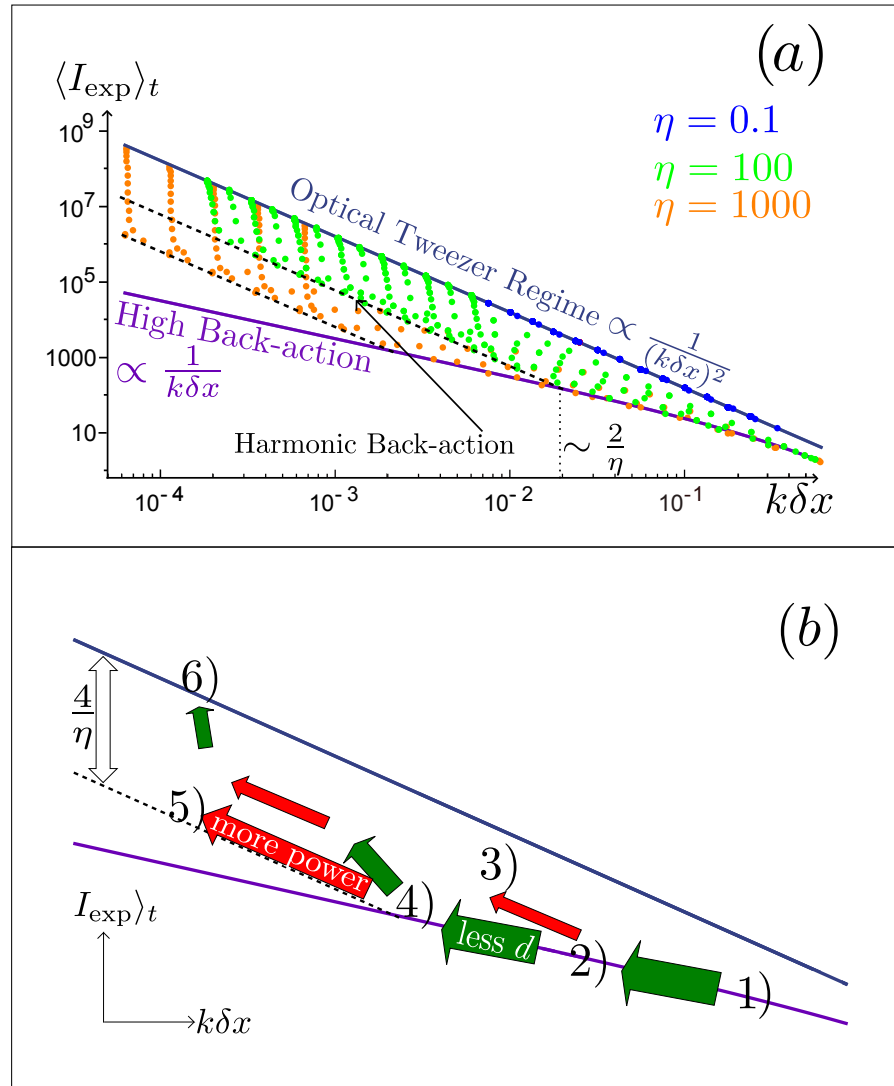 (a)
⟨I_exp⟩_t
η = 0.1
η = 100
η = 1000
10^9
10^7
10^5
1000
10
Optical Tweezer Regime ∝ 1/(kδx)^2
High Back-action
∝ 1/kδx
Harmonic Back-action
∼ 2/η
10^-4
10^-3
10^-2
10^-1
kδx
(b)
6)
4/η
5)
more power
3)
4)
less d
2)
1)
I_exp⟩_t
kδx